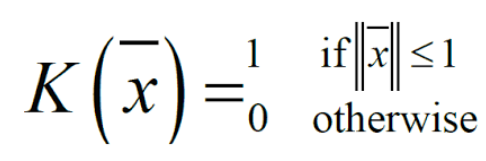 K(x̄) = 1 if ‖x̄‖ ≤ 1
0 otherwise